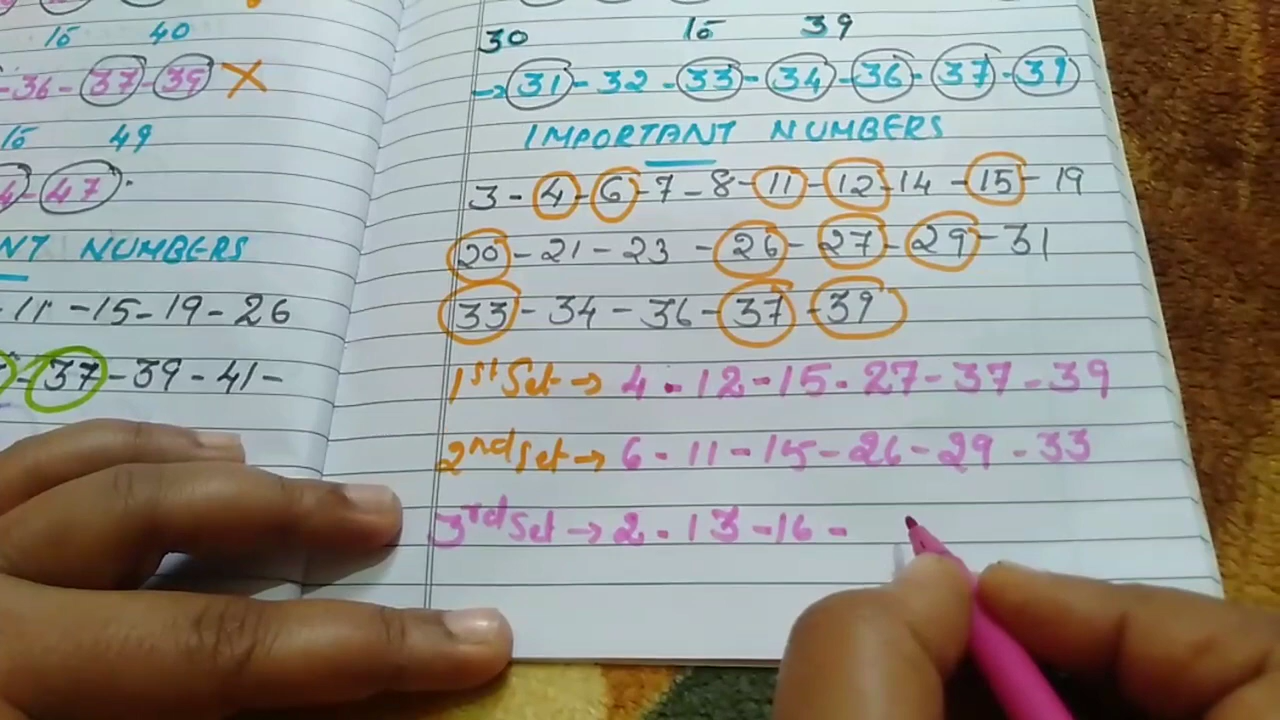 15 40
-36-37-39 X
15 49
-47.
NT NUMBERS
-11-15-19-26
-37-39-41-
30 15 39
→31-32-33-34-36-37-39
IMPORTANT NUMBERS
3-4-6-7-8-11-12-14-15-19
20-21-23-26-27-29-31
33-34-36-37-39
1st Set→ 4-12-15-27-37-39
2nd Set→ 6-11-15-26-29-33
3rd Set→ 2-13-16-